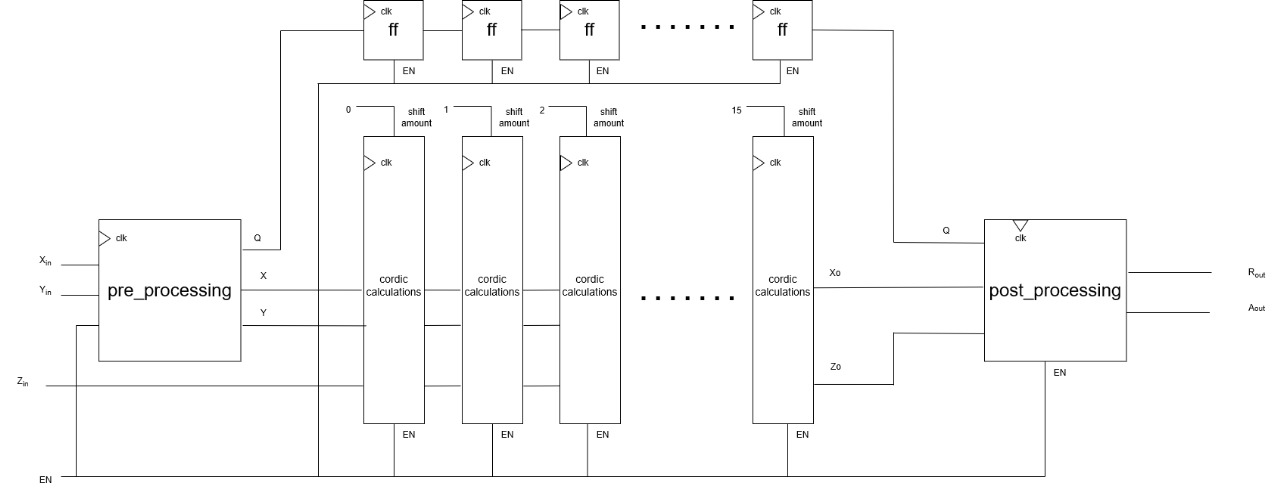 clk clk clk clk
ff ff ff ff
EN EN EN EN
0 shift amount 1 shift amount 2 shift amount 15 shift amount
clk clk clk clk
Q Q
clk clk
Xin X Xo Rout
cordic calculations cordic calculations cordic calculations cordic calculations
pre_processing post_processing
Yin Y Aout
Zin Zo EN
EN EN EN EN
EN